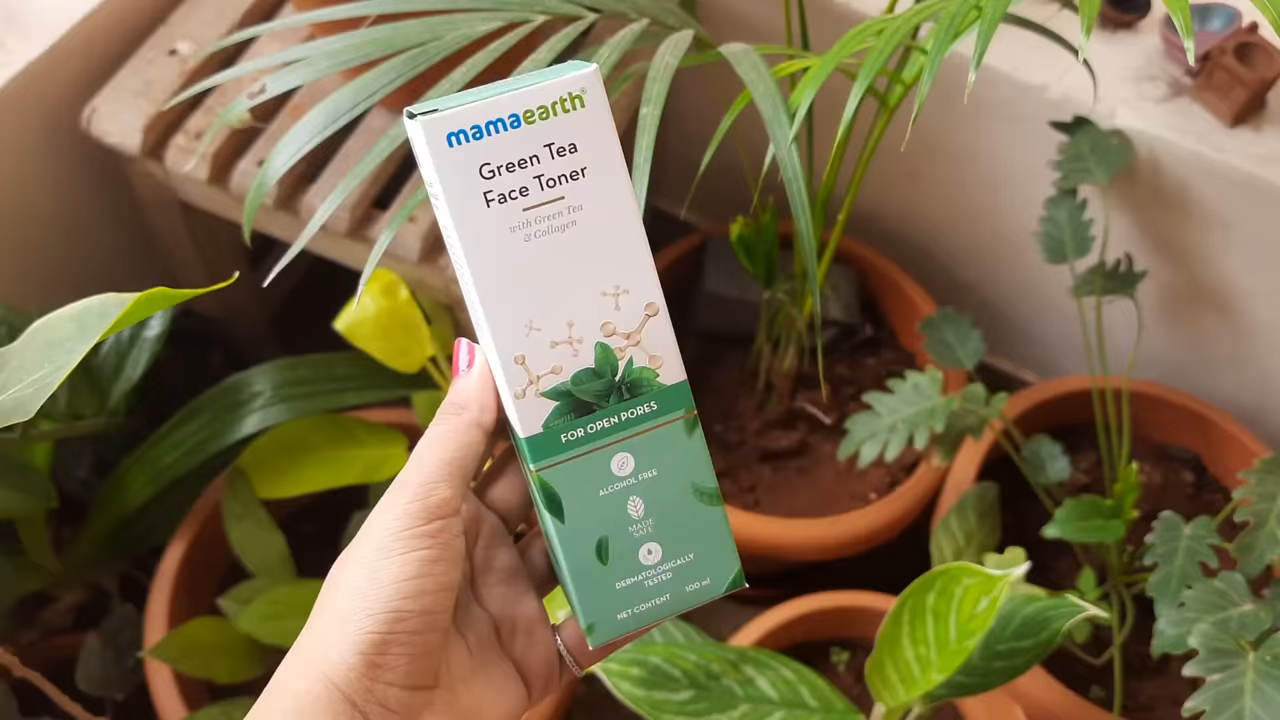 mamaearth®
Green Tea
Face Toner
with Green Tea
& Collagen
FOR OPEN PORES
ALCOHOL FREE
MADE
SAFE
DERMATOLOGICALLY
TESTED
NET CONTENT 100 ml